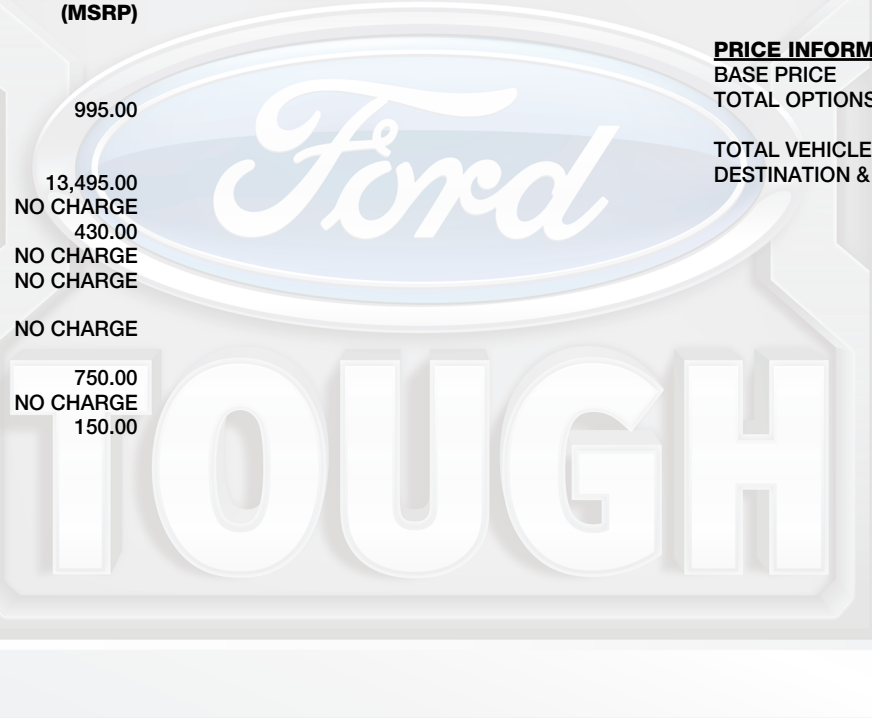 (MSRP)
995.00
13,495.00
NO CHARGE
430.00
NO CHARGE
NO CHARGE
NO CHARGE
750.00
NO CHARGE
150.00
PRICE INFORM
BASE PRICE
TOTAL OPTIONS
TOTAL VEHICLE
DESTINATION &
Ford
TOUGH